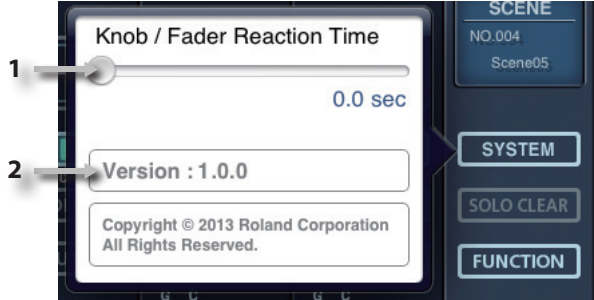 1
Knob / Fader Reaction Time
0.0 sec
2
Version : 1.0.0
Copyright © 2013 Roland Corporation
All Rights Reserved.
SCENE
NO.004
Scene05
SYSTEM
SOLO CLEAR
FUNCTION
G C
G C